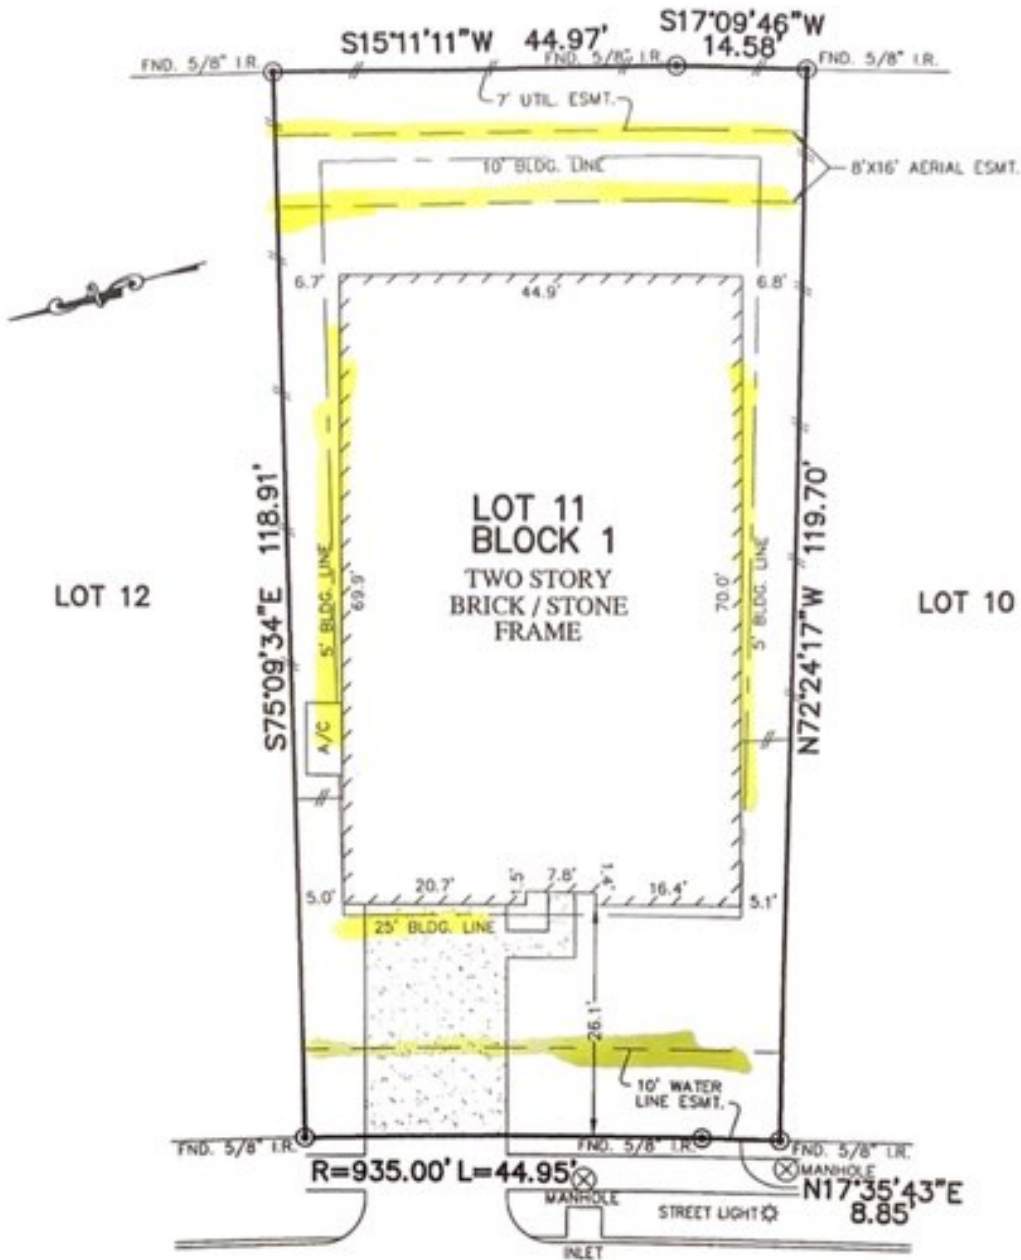 S15°11'11"W 44.97'
S17°09'46"W
14.58'
FND. 5/8" I.R.
FND. 5/8" I.R.
FND. 5/8" I.R.
7' UTIL. ESMT.
10' BLDG. LINE
8'X16' AERIAL ESMT.
6.7'
44.9'
6.8'
S75°09'34"E 118.91'
5' BLDG. LINE
69.9'
LOT 11
BLOCK 1
TWO STORY
BRICK / STONE
FRAME
70.0'
5' BLDG. LINE
N72°24'17"W 119.70'
LOT 12
LOT 10
A/C
5.0'
20.7'
1.5'
7.8'
1.4'
16.4'
5.1'
25' BLDG. LINE
26.1'
10' WATER
LINE ESMT.
FND. 5/8" I.R.
FND. 5/8" I.R.
FND. 5/8" I.R.
R=935.00' L=44.95'
MANHOLE
MANHOLE
N17°35'43"E
8.85'
STREET LIGHT
INLET